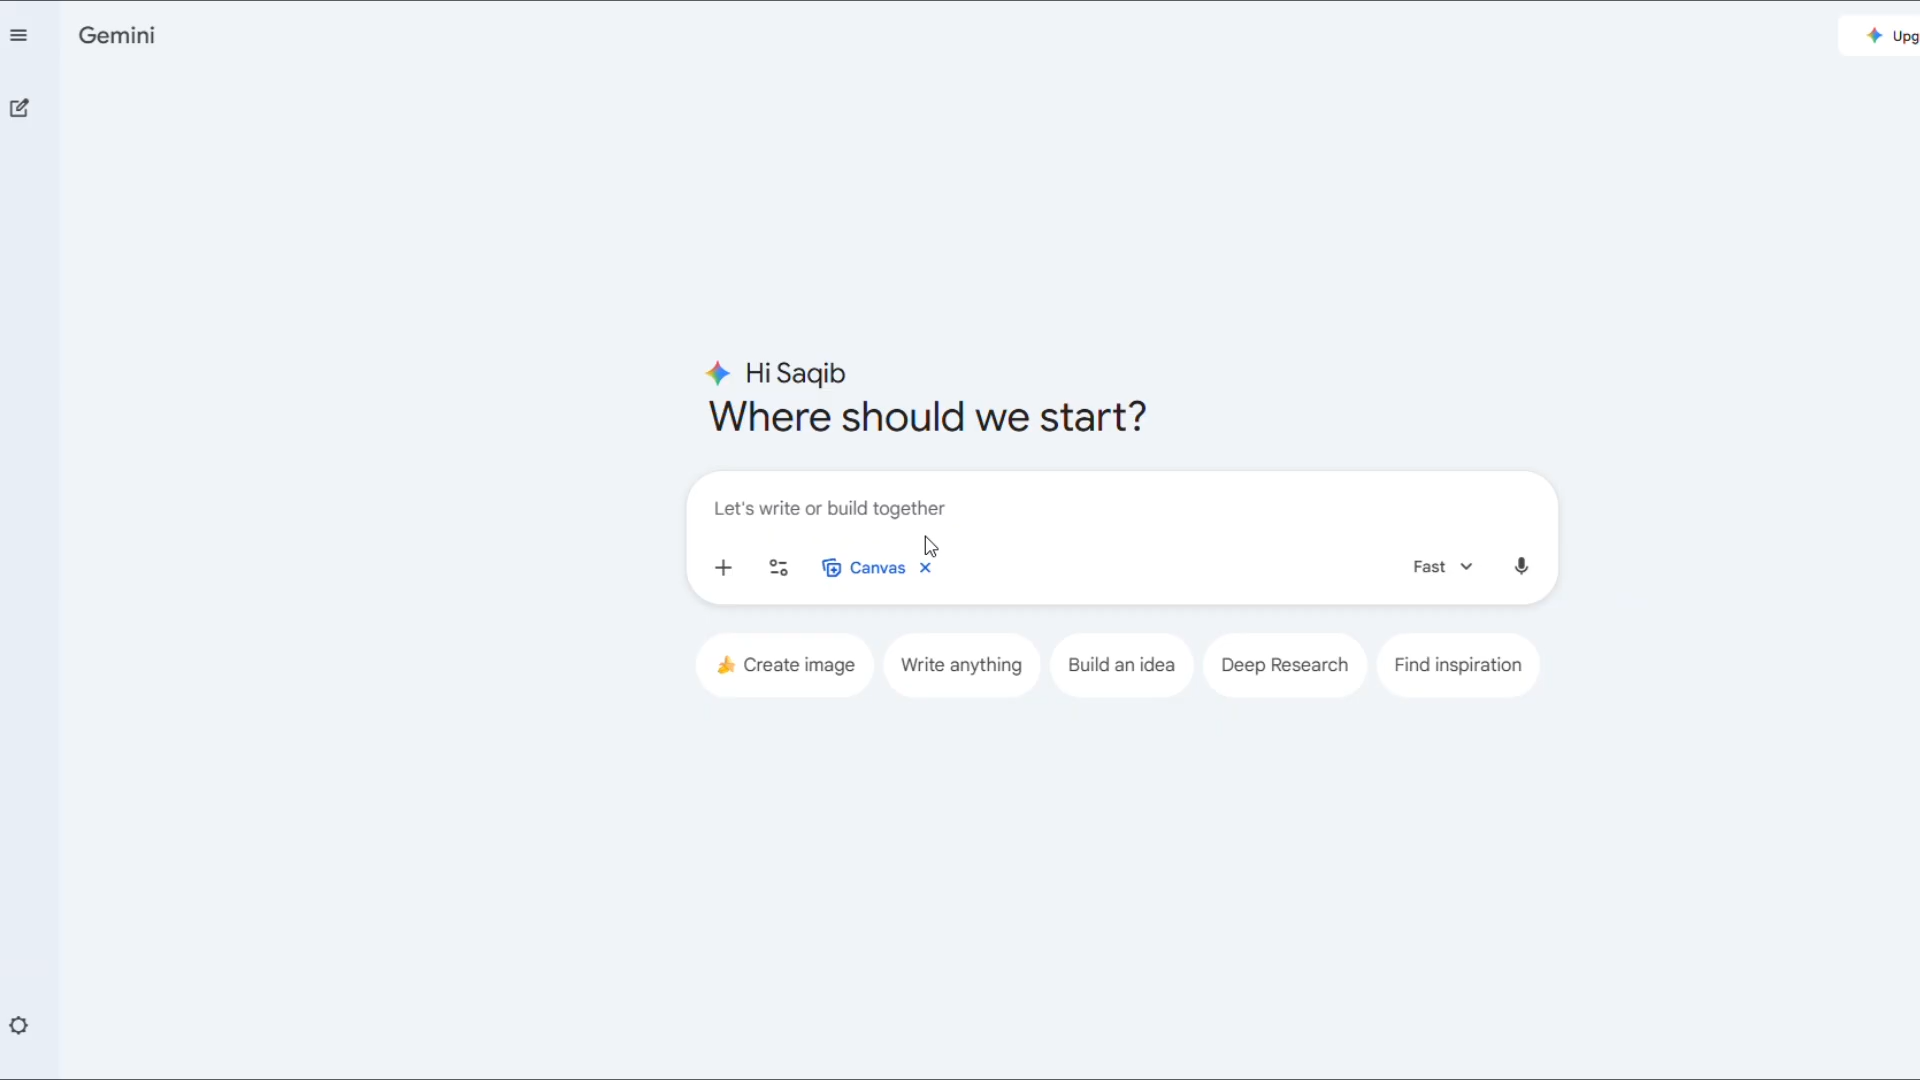 Gemini
Upg
Hi Saqib
Where should we start?
Let's write or build together
Canvas
Fast
Create image
Write anything
Build an idea
Deep Research
Find inspiration